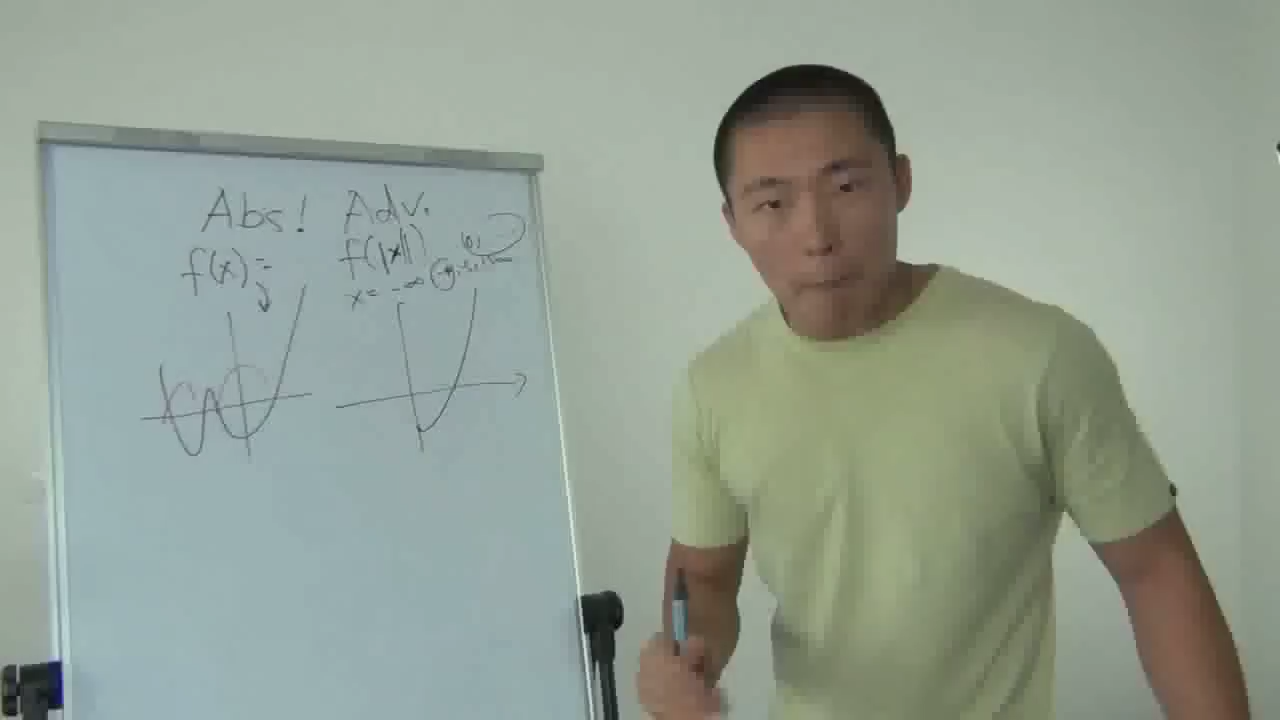 Abs! Adv.
f(x)= f(|x|)
x= -∞